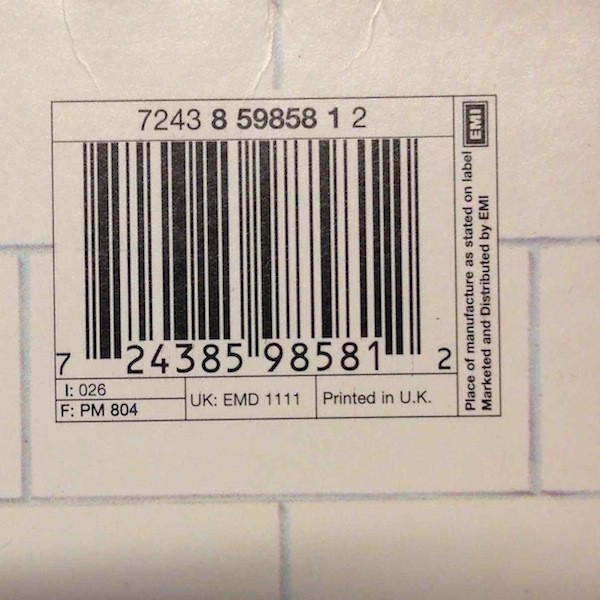 7243 8 59858 1 2
7 24385 98581 2
I: 026
F: PM 804
UK: EMD 1111
Printed in U.K.
EMI
Place of manufacture as stated on label
Marketed and Distributed by EMI